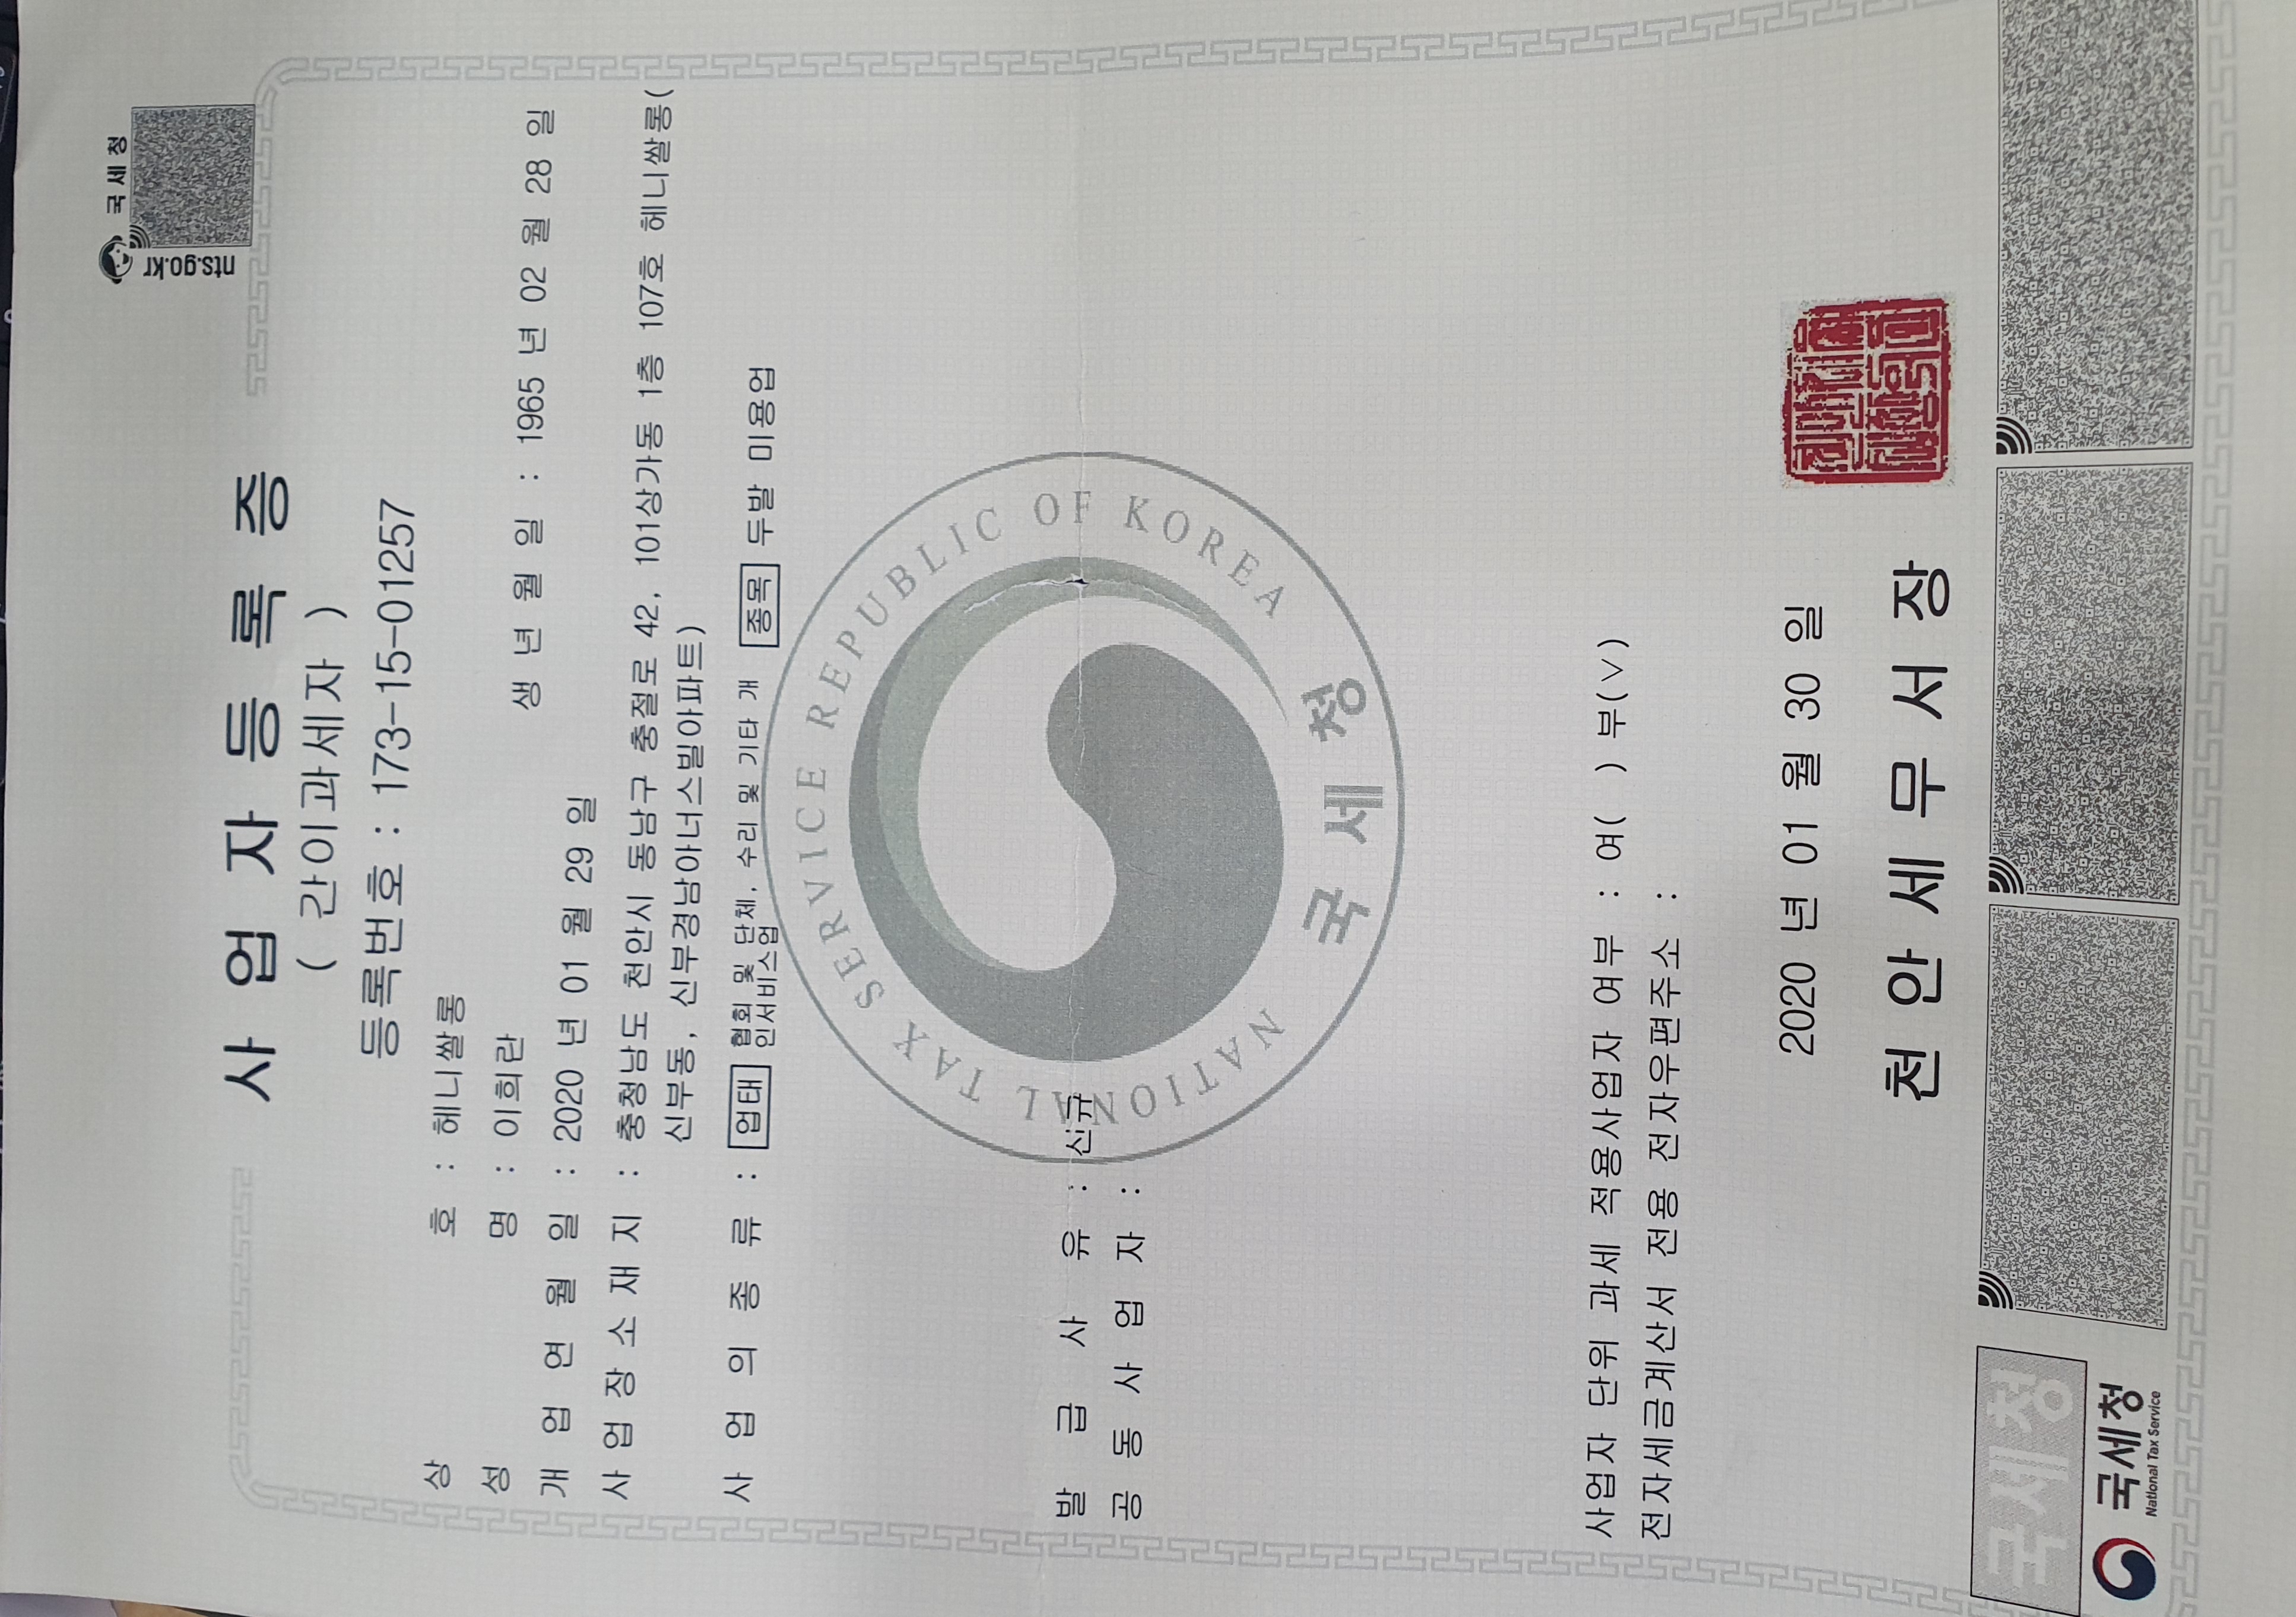 국세청
nts.go.kr
사업자등록증
( 간이과세자 )
등록번호 : 173-15-01257
상 호 : 헤니쌀롱
성 명 : 이희란 생 년 월 일 : 1965 년 02 월 28 일
개 업 연 월 일 : 2020 년 01 월 29 일
사 업 장 소 재 지 : 충청남도 천안시 동남구 충절로 42, 101상가동 1층 107호 헤니쌀롱(
신부동, 신부경남아너스빌아파트)
사 업 의 종 류 : 업태 협회 및 단체, 수리 및 기타 개 종목 두발 미용업
인서비스업
NATIONAL TAX SERVICE REPUBLIC OF KOREA
국세청
발 급 사 유 : 신규
공 동 사 업 자 :
사업자 단위 과세 적용사업자 여부 : 여( ) 부(∨)
전자세금계산서 전용 전자우편주소 :
2020 년 01 월 30 일
천 안 세 무 서 장
국세청
국세청
National Tax Service